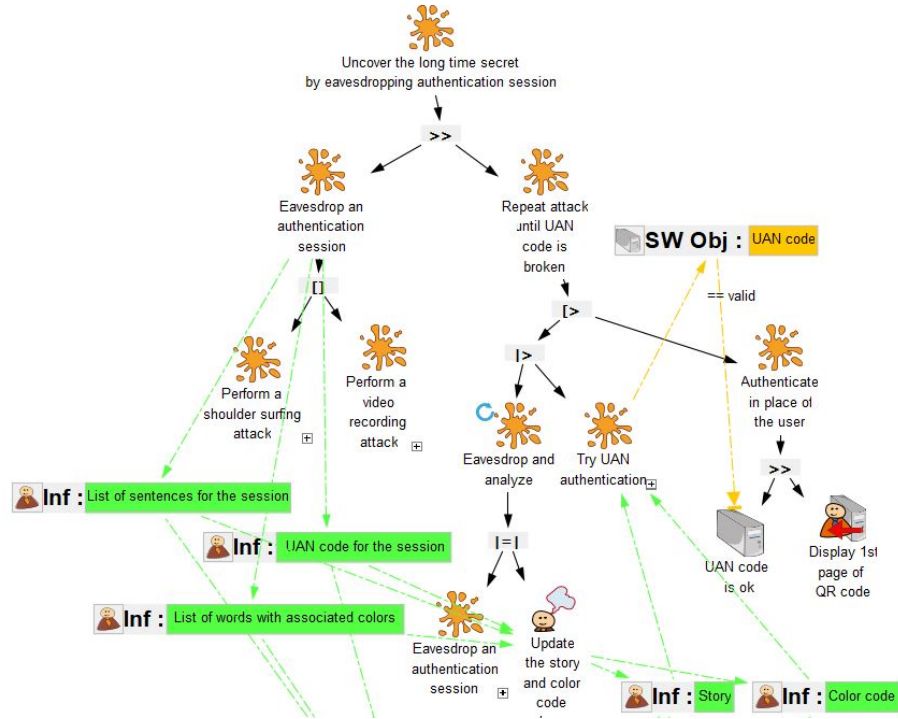 Uncover the long time secret
by eavesdropping authentication session
>>
Eavesdrop an
authentication
session
Repeat attack
until UAN
code is
broken
SW Obj : UAN code
[]
== valid
[>
|>
Perform a
shoulder surfing
attack
Perform a
video
recording
attack
Authenticate
in place of
the user
Eavesdrop and
analyze
Try UAN
authentication
>>
Inf : List of sentences for the session
Inf : UAN code for the session
|=|
UAN code
is ok
Display 1st
page of
QR code
Inf : List of words with associated colors
Eavesdrop an
authentication
session
Update
the story
and color
code
Inf : Story
Inf : Color code